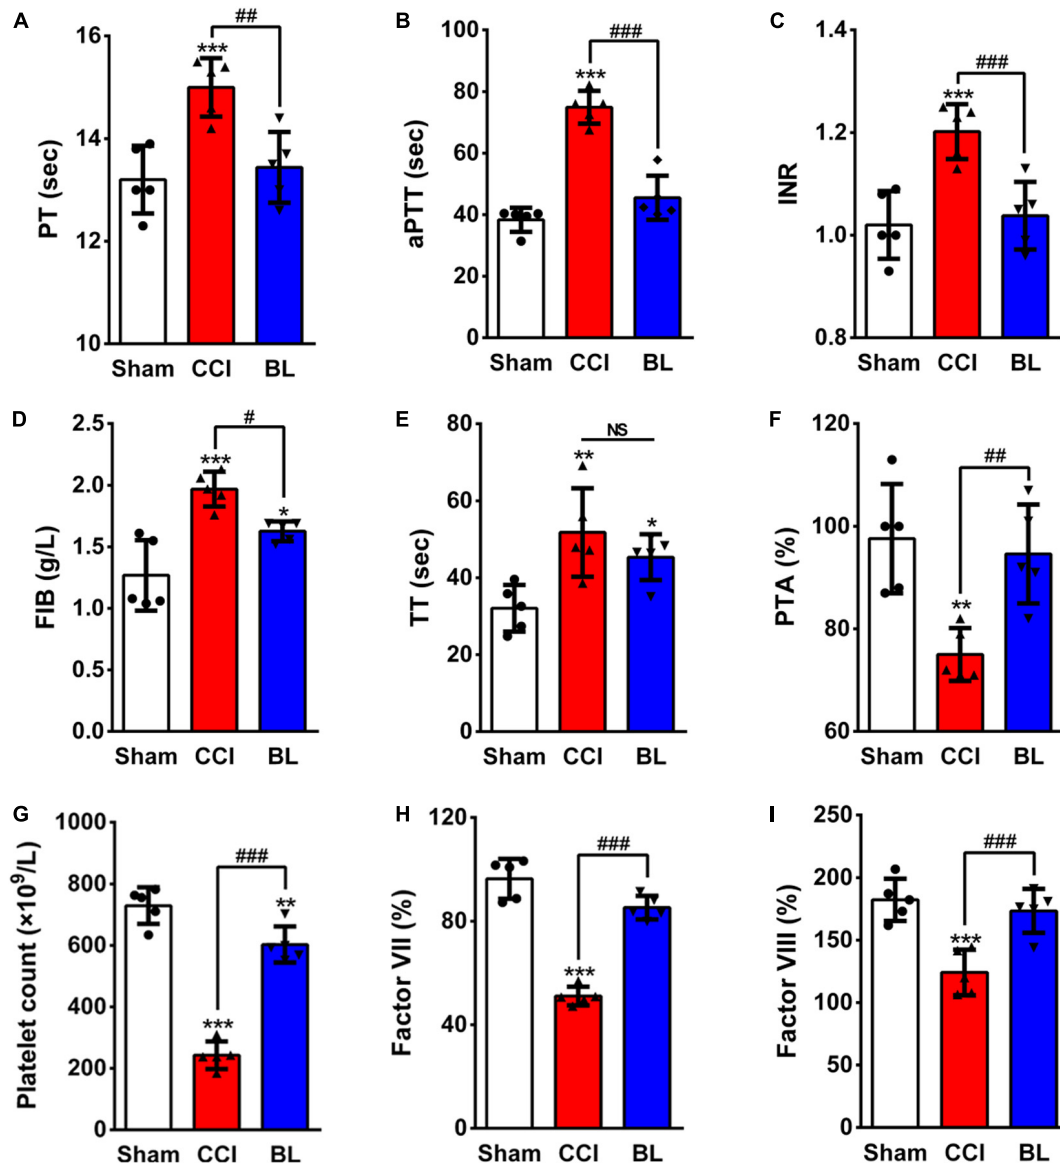 A
PT (sec)
16
14
12
10
***
##
Sham CCI BL
B
aPTT (sec)
100
80
60
40
20
0
***
###
Sham CCI BL
C
INR
1.4
1.2
1.0
0.8
***
###
Sham CCI BL
D
FIB (g/L)
2.5
2.0
1.5
1.0
0.5
0.0
***
#
*
Sham CCI BL
E
TT (sec)
80
60
40
20
0
**
NS
*
Sham CCI BL
F
PTA (%)
120
100
80
60
**
##
Sham CCI BL
G
Platelet count (×10⁹/L)
1000
800
600
400
200
0
***
###
**
Sham CCI BL
H
Factor VII (%)
120
80
40
0
***
###
Sham CCI BL
I
Factor VIII (%)
250
200
150
100
50
0
***
###
Sham CCI BL